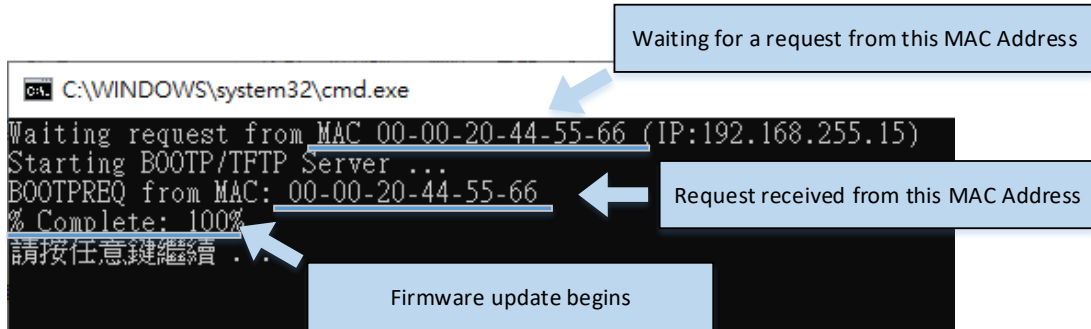 Waiting for a request from this MAC Address
C:\WINDOWS\system32\cmd.exe
Waiting request from MAC 00-00-20-44-55-66 (IP:192.168.255.15)
Starting BOOTP/TFTP Server ...
BOOTPREQ from MAC: 00-00-20-44-55-66
Request received from this MAC Address
% Complete: 100%
請按任意鍵繼續 . . .
Firmware update begins